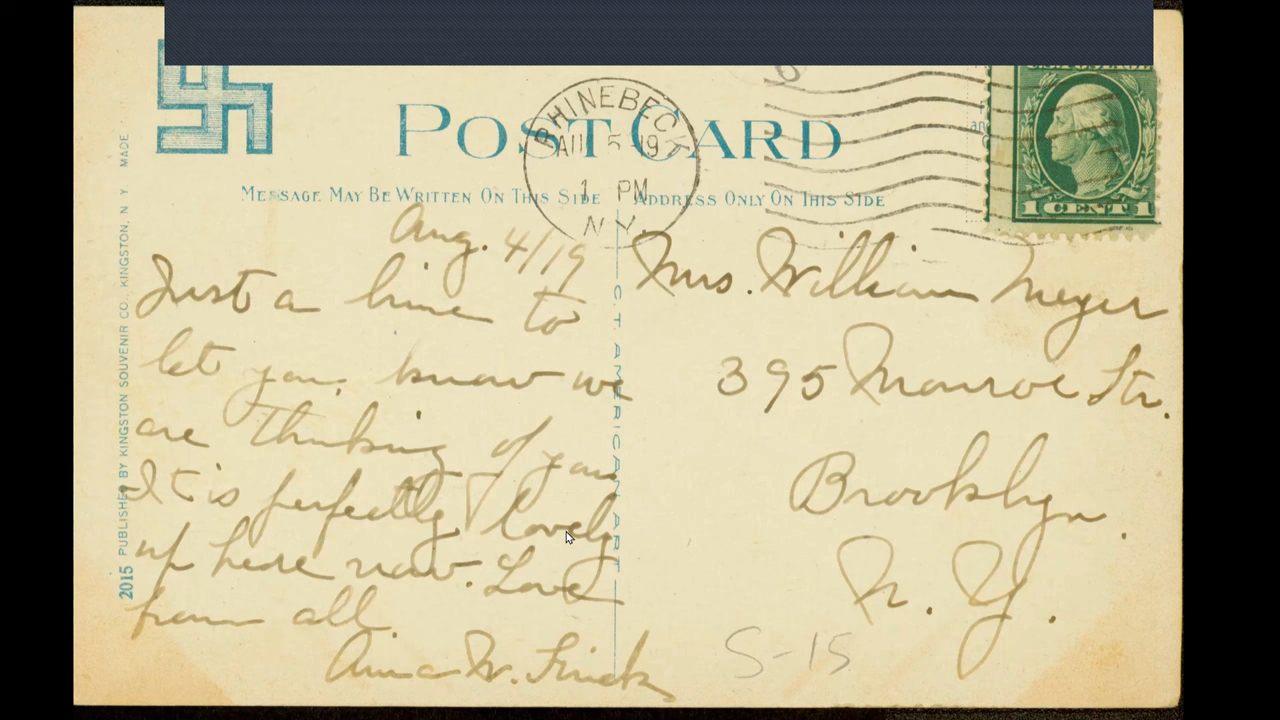 POST CARD
RHINEBECK
AUG 5 19
1 PM
N.Y.
MESSAGE MAY BE WRITTEN ON THIS SIDE
ADDRESS ONLY ON THIS SIDE
1 CENT 1
Aug. 4/19
Just a line to
let you know we
are thinking of you
It is perfectly lovely
up here now. Love
from all.
Anna W.
Mrs. William Meyer
395 Monroe Str.
Brooklyn.
N. Y.
S-15
2015 PUBLISHED BY KINGSTON SOUVENIR CO. KINGSTON, N. Y. MADE
C.T. AMERICAN ART